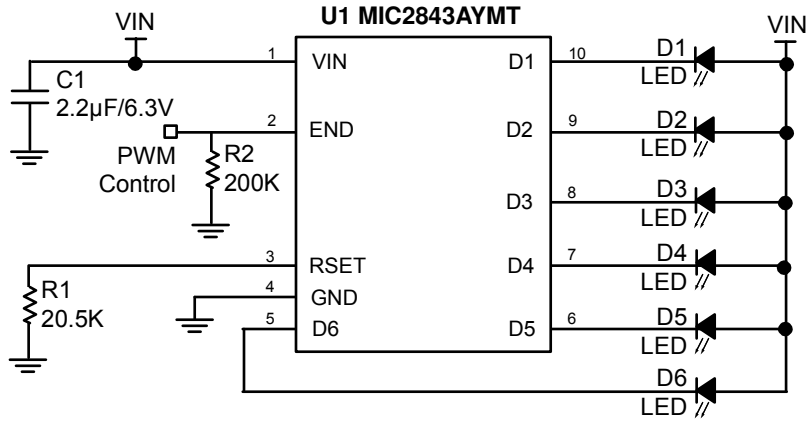 U1 MIC2843AYMT
VIN
VIN
C1
2.2µF/6.3V
PWM
Control
R2
200K
R1
20.5K
1
2
3
4
5
VIN
END
RSET
GND
D6
D1
D2
D3
D4
D5
10
9
8
7
6
D1
LED
D2
LED
D3
LED
D4
LED
D5
LED
D6
LED